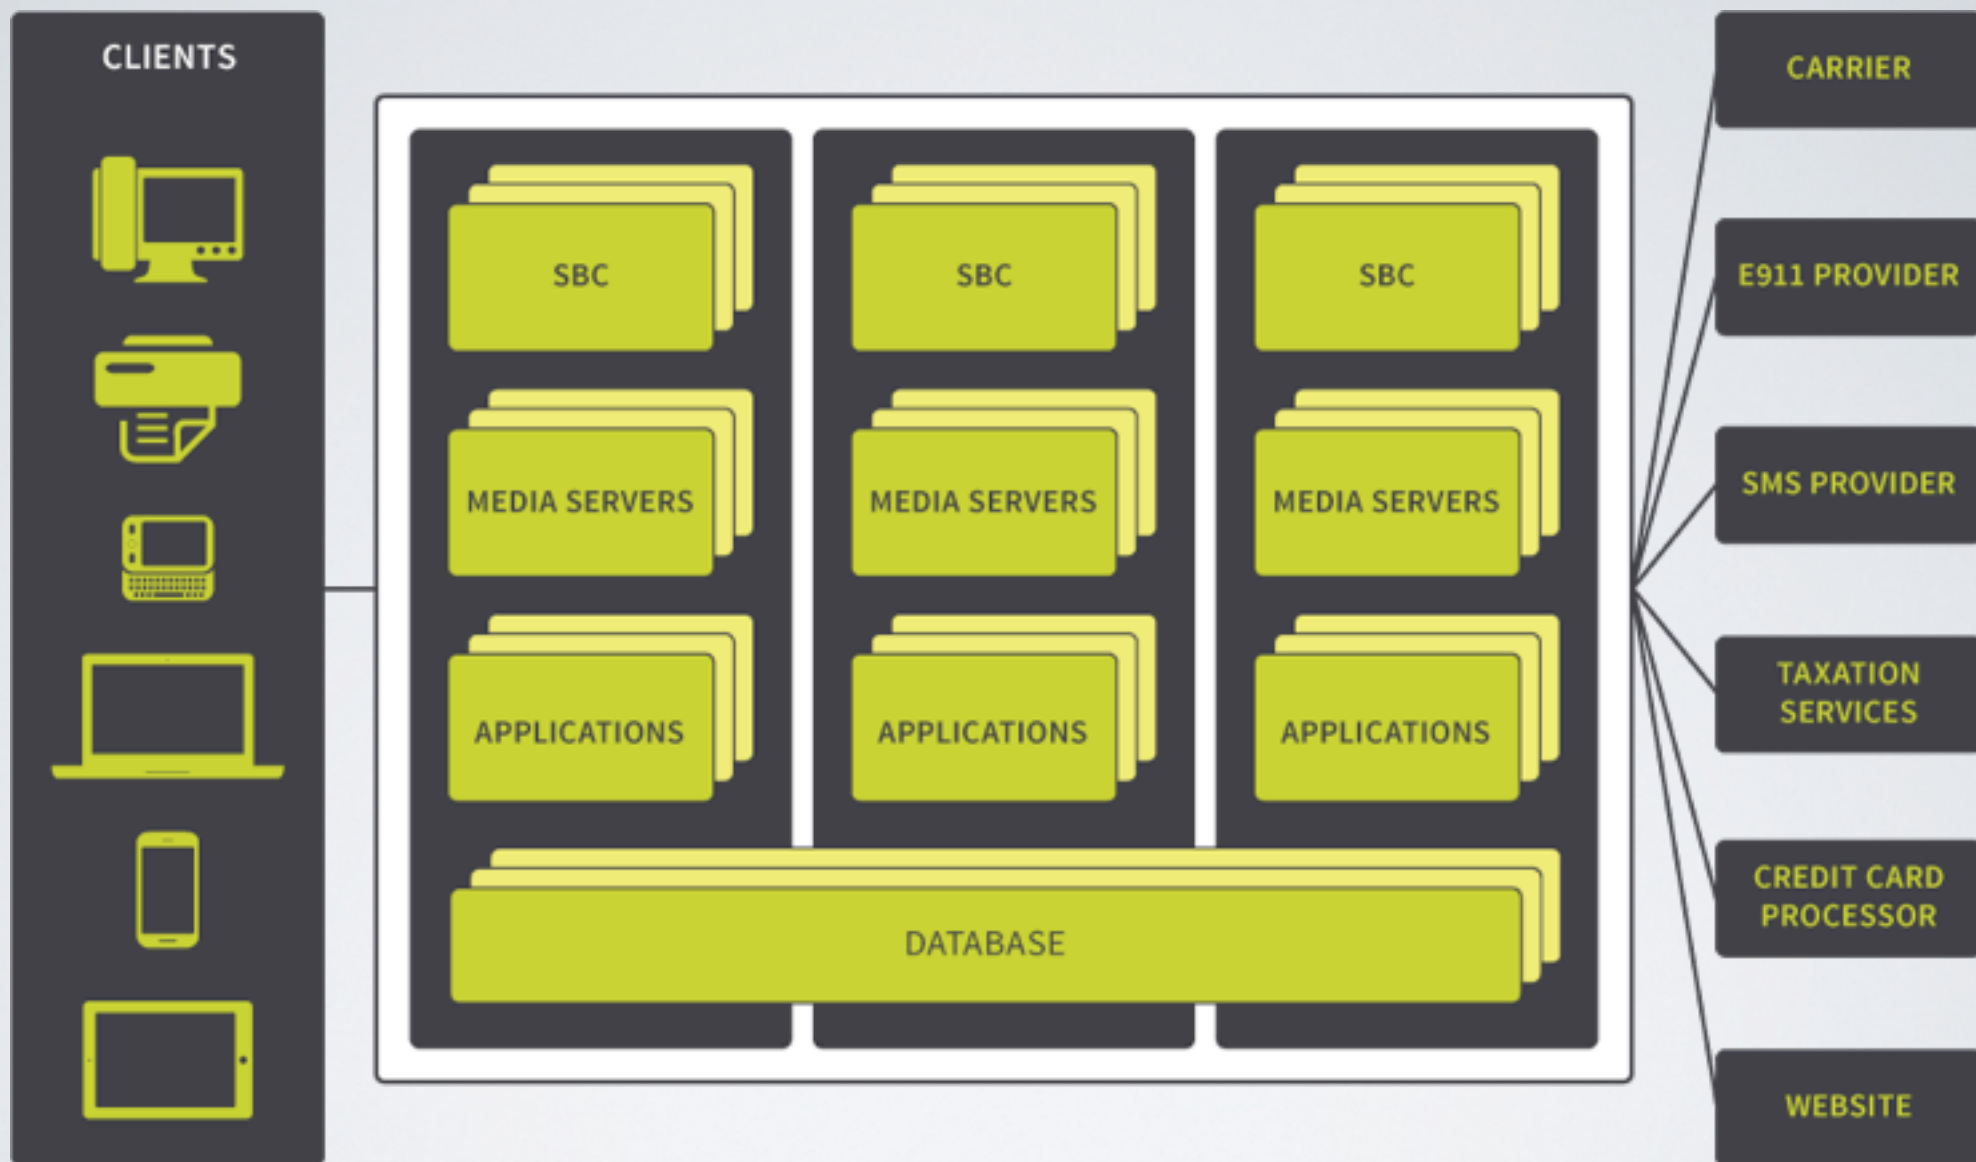 CLIENTS
SBC
MEDIA SERVERS
APPLICATIONS
SBC
MEDIA SERVERS
APPLICATIONS
SBC
MEDIA SERVERS
APPLICATIONS
DATABASE
CARRIER
E911 PROVIDER
SMS PROVIDER
TAXATION
SERVICES
CREDIT CARD
PROCESSOR
WEBSITE